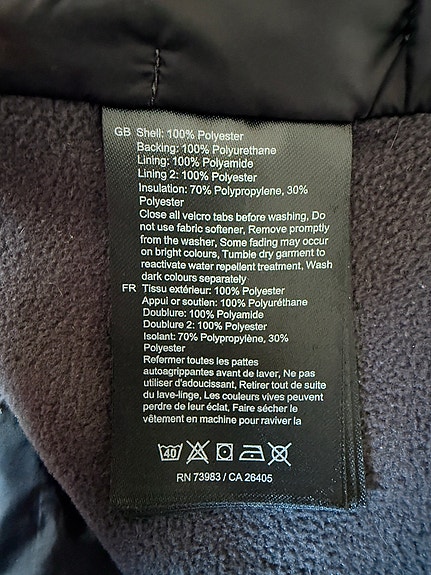 GB Shell: 100% Polyester
Backing: 100% Polyurethane
Lining: 100% Polyamide
Lining 2: 100% Polyester
Insulation: 70% Polypropylene, 30%
Polyester
Close all velcro tabs before washing, Do
not use fabric softener, Remove promptly
from the washer, Some fading may occur
on bright colours, Tumble dry garment to
reactivate water repellent treatment, Wash
dark colours separately
FR Tissu extérieur: 100% Polyester
Appui or soutien: 100% Polyuréthane
Doublure: 100% Polyamide
Doublure 2: 100% Polyester
Isolant: 70% Polypropylène, 30%
Polyester
Refermer toutes les pattes
autoagrippantes avant de laver, Ne pas
utiliser d'adoucissant, Retirer tout de suite
du lave-linge, Les couleurs vives peuvent
perdre de leur éclat, Faire sécher le
vêtement en machine pour raviver la
40
RN 73983 / CA 26405